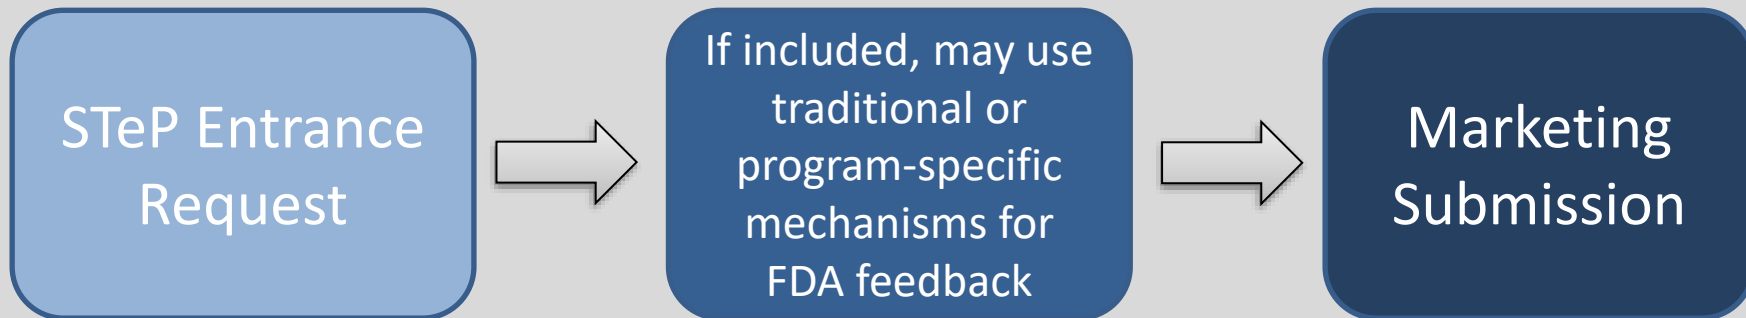 STeP Entrance
Request
If included, may use
traditional or
program-specific
mechanisms for
FDA feedback
Marketing
Submission